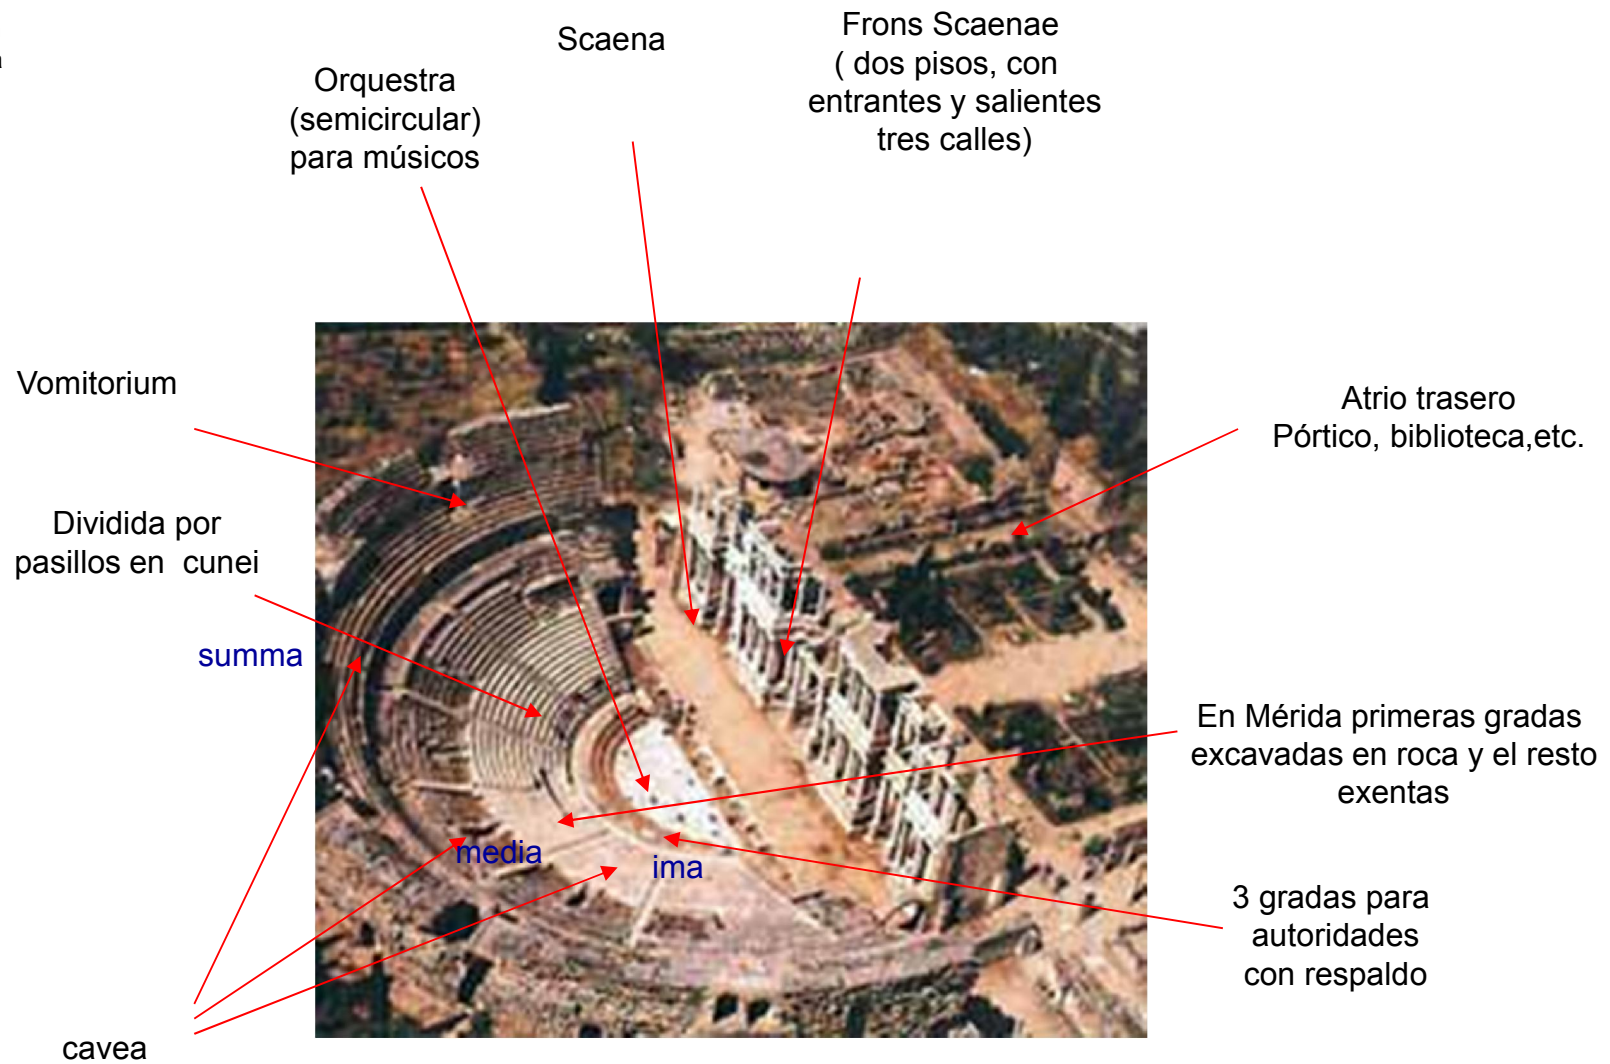 Scaena
Frons Scaenae
( dos pisos, con
entrantes y salientes
tres calles)
Orquestra
(semicircular)
para músicos
Vomitorium
Atrio trasero
Pórtico, biblioteca,etc.
Dividida por
pasillos en cunei
summa
En Mérida primeras gradas
excavadas en roca y el resto
exentas
media
ima
3 gradas para
autoridades
con respaldo
cavea